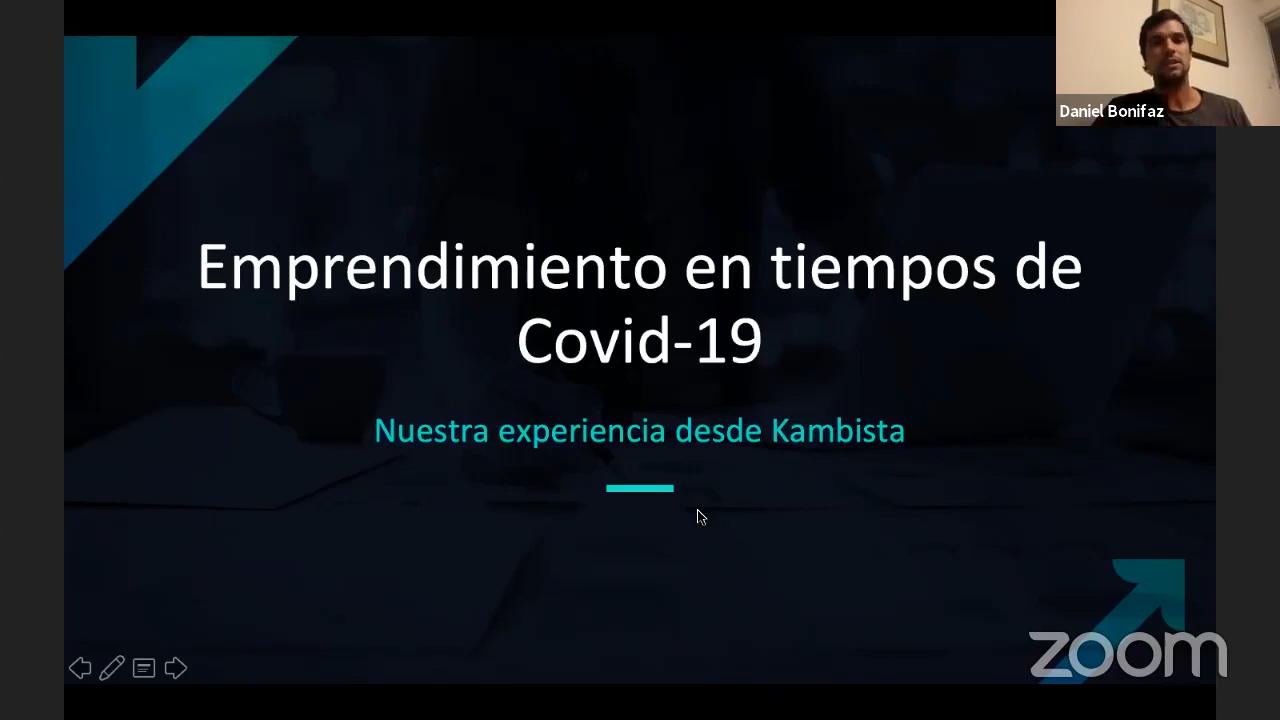 Daniel Bonifaz
Emprendimiento en tiempos de
Covid-19
Nuestra experiencia desde Kambista
zoom